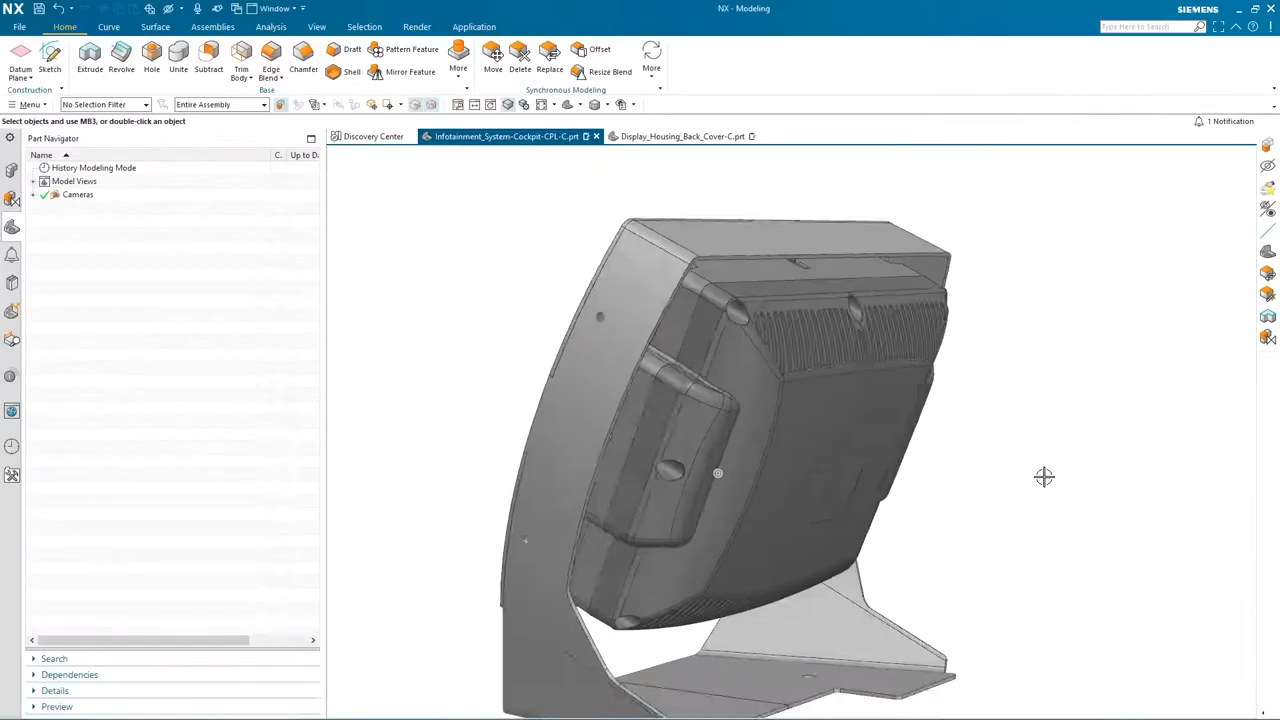 NX
Window
NX - Modeling
SIEMENS
File Home Curve Surface Assemblies Analysis View Selection Render Application
Type Here to Search
Datum Plane
Sketch
Extrude
Revolve
Hole
Unite
Subtract
Trim Body
Edge Blend
Chamfer
Draft
Shell
Pattern Feature
Mirror Feature
More
Move
Delete
Replace
Offset
Resize Blend
More
Construction
Base
Synchronous Modeling
Menu
No Selection Filter
Entire Assembly
Select objects and use MB3, or double-click an object
1 Notification
Part Navigator
Discovery Center
Infotainment_System-Cockpit-CPL-C.prt
Display_Housing_Back_Cover-C.prt
Name C. Up to Da
History Modeling Mode
Model Views
Cameras
Search
Dependencies
Details
Preview